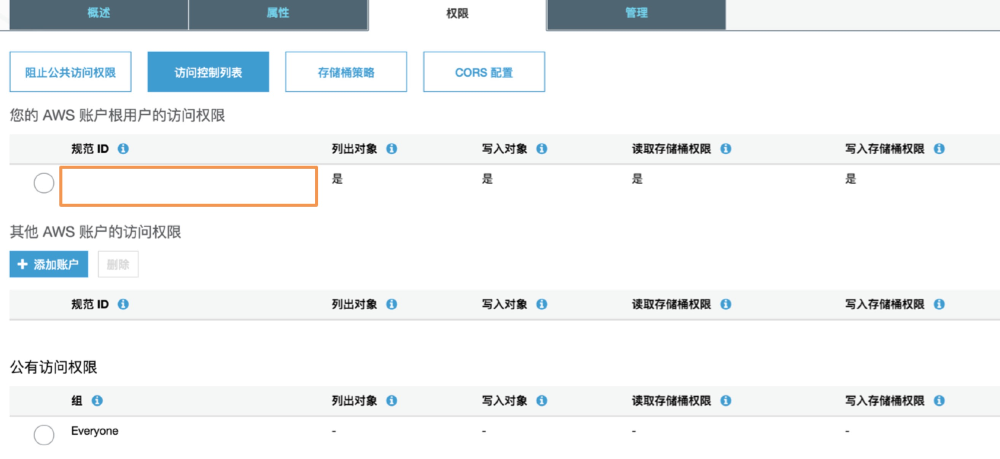 概述 属性 权限 管理
阻止公共访问权限 访问控制列表 存储桶策略 CORS 配置
您的 AWS 账户根用户的访问权限
规范 ID 列出对象 写入对象 读取存储桶权限 写入存储桶权限
是 是 是 是
其他 AWS 账户的访问权限
添加账户 删除
规范 ID 列出对象 写入对象 读取存储桶权限 写入存储桶权限
公有访问权限
组 列出对象 写入对象 读取存储桶权限 写入存储桶权限
Everyone - - - -